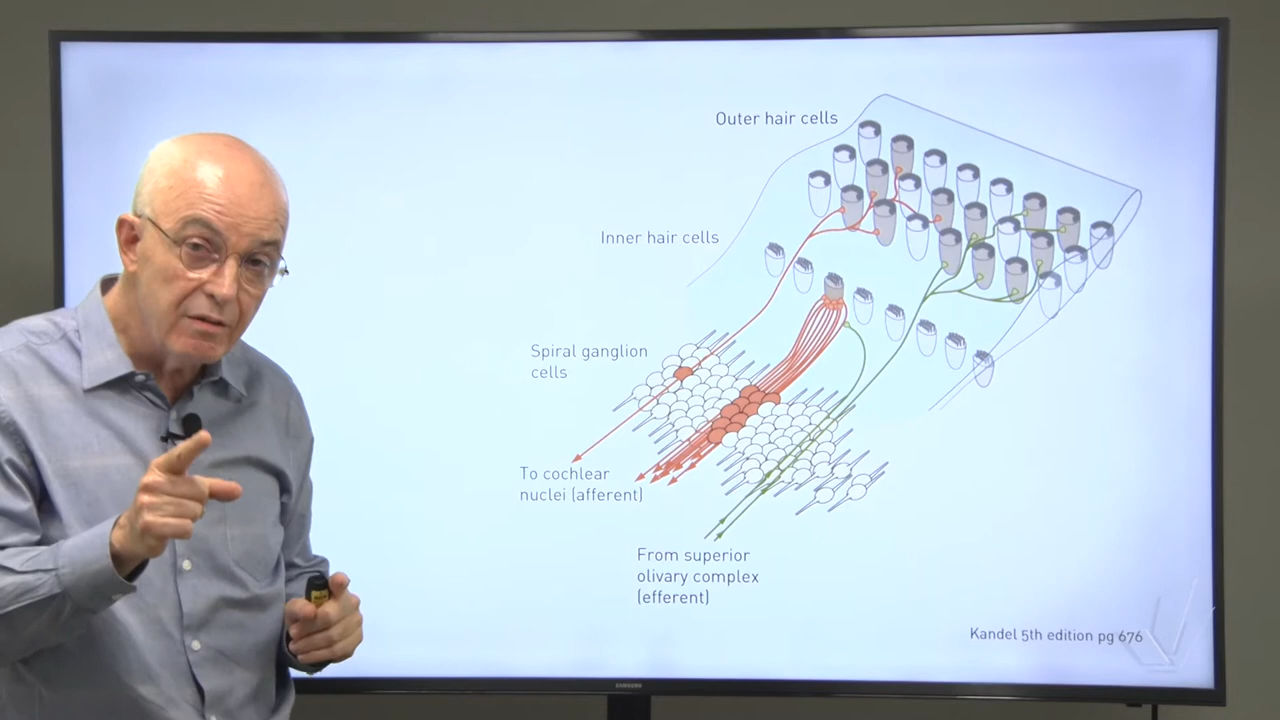 Outer hair cells
Inner hair cells
Spiral ganglion
cells
To cochlear
nuclei (afferent)
From superior
olivary complex
(efferent)
Kandel 5th edition pg 676
SAMSUNG